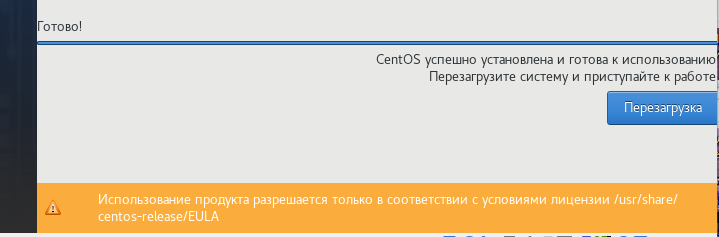 Готово!
CentOS успешно установлена и готова к использованию
Перезагрузите систему и приступайте к работе
Перезагрузка
Использование продукта разрешается только в соответствии с условиями лицензии /usr/share/
centos-release/EULA